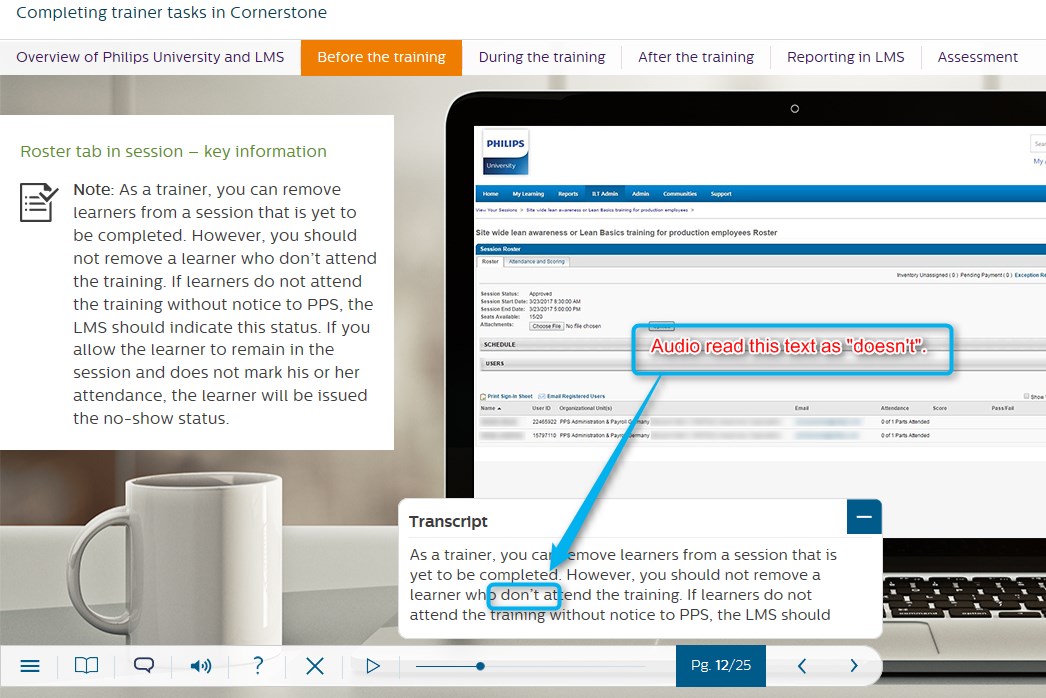 Completing trainer tasks in Cornerstone
Overview of Philips University and LMS
Before the training
During the training
After the training
Reporting in LMS
Assessment
Roster tab in session – key information
Note: As a trainer, you can remove
learners from a session that is yet to
be completed. However, you should
not remove a learner who don’t attend
the training. If learners do not attend
the training without notice to PPS, the
LMS should indicate this status. If you
allow the learner to remain in the
session and does not mark his or her
attendance, the learner will be issued
the no-show status.
PHILIPS
University
Home My Learning Reports ILT Admin Admin Communities Support
View Your Sessions > Site wide lean awareness or Lean Basics training for production employees >
Site wide lean awareness or Lean Basics training for production employees Roster
Session Roster
Roster Attendance and Scoring
Inventory Unassigned ( 0 ) Pending Payment ( 0 ) Exception
Session Status: Approved
Session Start Date: 3/23/2017 8:30:00 AM
Session End Date: 3/23/2017 5:00:00 PM
Seats Available: 15/20
Attachments: Choose File No file chosen
SCHEDULE
USERS
Audio read this text as "doesn't".
Print Sign-in Sheet Email Registered Users
Show
Name User ID Organizational Unit(s) Email Attendance Score Pass/Fail
22465922 PPS Administration & Payroll Germany 0 of 1 Parts Attended
15797110 PPS Administration & Payroll Germany 0 of 1 Parts Attended
Transcript
As a trainer, you can remove learners from a session that is
yet to be completed. However, you should not remove a
learner who don’t attend the training. If learners do not
attend the training without notice to PPS, the LMS should
?
Pg. 12/25